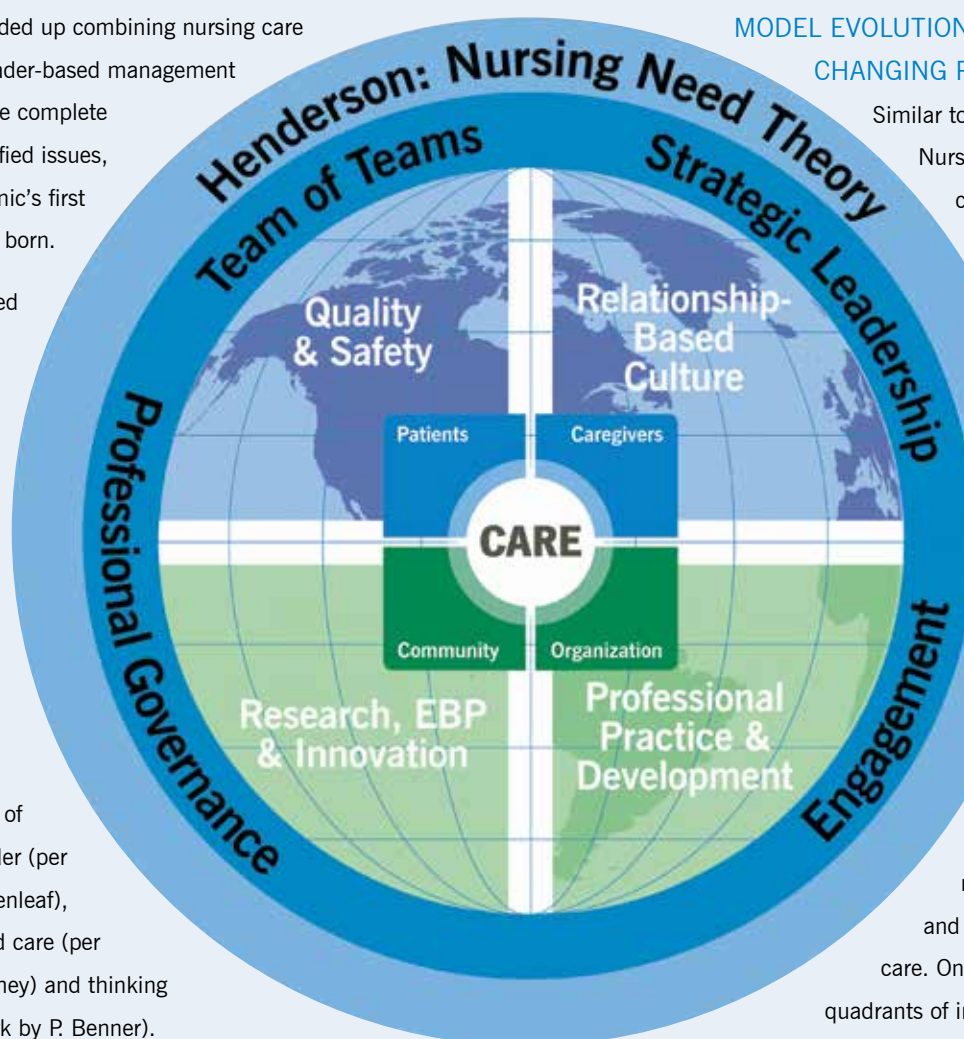 ded up combining nursing care
der-based management
e complete
fied issues,
nic's first
born.
ed
of
er (per
enleaf),
d care (per
ney) and thinking
k by P. Benner).
Henderson: Nursing Need Theory
Team of Teams
Strategic Leadership
Professional Governance
Engagement
Quality
& Safety
Relationship-
Based
Culture
Patients
Caregivers
CARE
Community
Organization
Research, EBP
& Innovation
Professional
Practice &
Development
MODEL EVOLUTION
CHANGING
Similar to
Nurs
and
care. On
quadrants of i